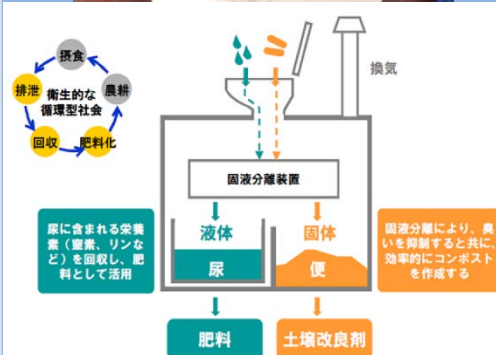 摂食
排泄
農耕
衛生的な
循環型社会
回収
肥料化
換気
固液分離装置
尿に含まれる栄養
素（窒素、リンな
ど）を回収し、肥
料として活用
液体
尿
固体
便
固液分離により、臭
いを抑制すると共に、
効率的にコンポスト
を作成する
肥料
土壌改良剤